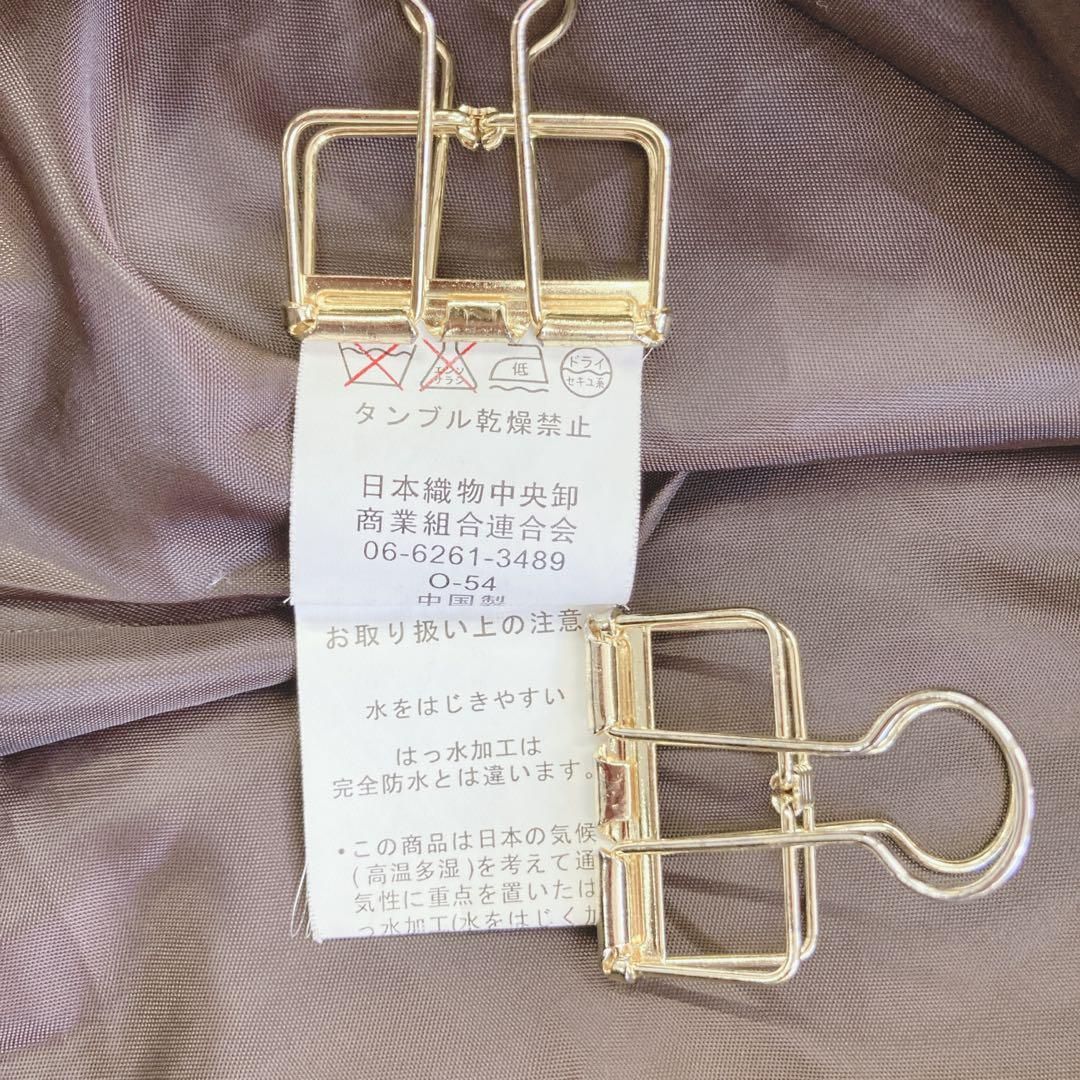 エンソ
サラシ
低
ドライ
セキユ系
タンブル乾燥禁止
日本織物中央卸
商業組合連合会
06-6261-3489
O-54
中国製
お取り扱い上の注意
水をはじきやすい
はっ水加工は
完全防水とは違います。
・この商品は日本の気候
(高温多湿)を考えて通
気性に重点を置いたは
っ水加工(水をはじく加